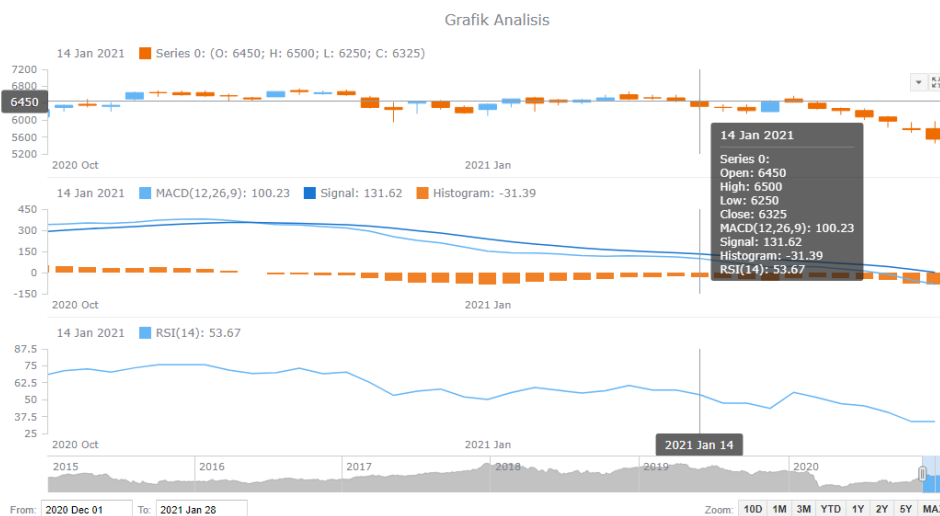 Grafik Analisis
14 Jan 2021 Series 0: (O: 6450; H: 6500; L: 6250; C: 6325)
7200
6800
6450
6000
5600
5200
2020 Oct 2021 Jan
14 Jan 2021
Series 0:
Open: 6450
High: 6500
Low: 6250
Close: 6325
MACD(12,26,9): 100.23
Signal: 131.62
Histogram: -31.39
RSI(14): 53.67
14 Jan 2021 MACD(12,26,9): 100.23 Signal: 131.62 Histogram: -31.39
450
300
150
0
-150
2020 Oct 2021 Jan
14 Jan 2021 RSI(14): 53.67
87.5
75
62.5
50
37.5
25
2020 Oct 2021 Jan 2021 Jan 14
2015 2016 2017 2018 2019 2020
From: 2020 Dec 01 To: 2021 Jan 28 Zoom: 10D 1M 3M YTD 1Y 2Y 5Y